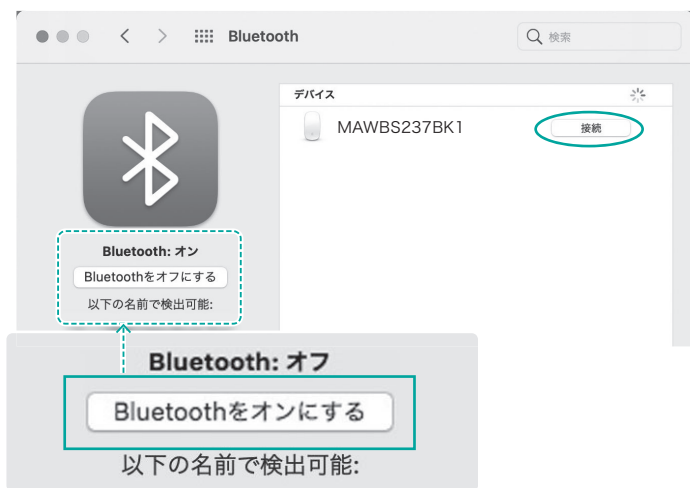 Bluetooth
検索
デバイス
MAWBS237BK1
接続
Bluetooth: オン
Bluetoothをオフにする
以下の名前で検出可能:
Bluetooth: オフ
Bluetoothをオンにする
以下の名前で検出可能: